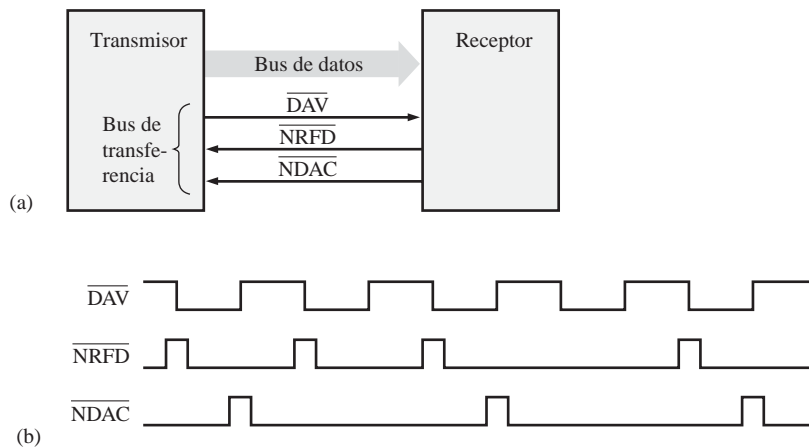 Transmisor
Receptor
Bus de datos
Bus de
transfe-
rencia
DAV
NRFD
NDAC
(a)
DAV
NRFD
NDAC
(b)